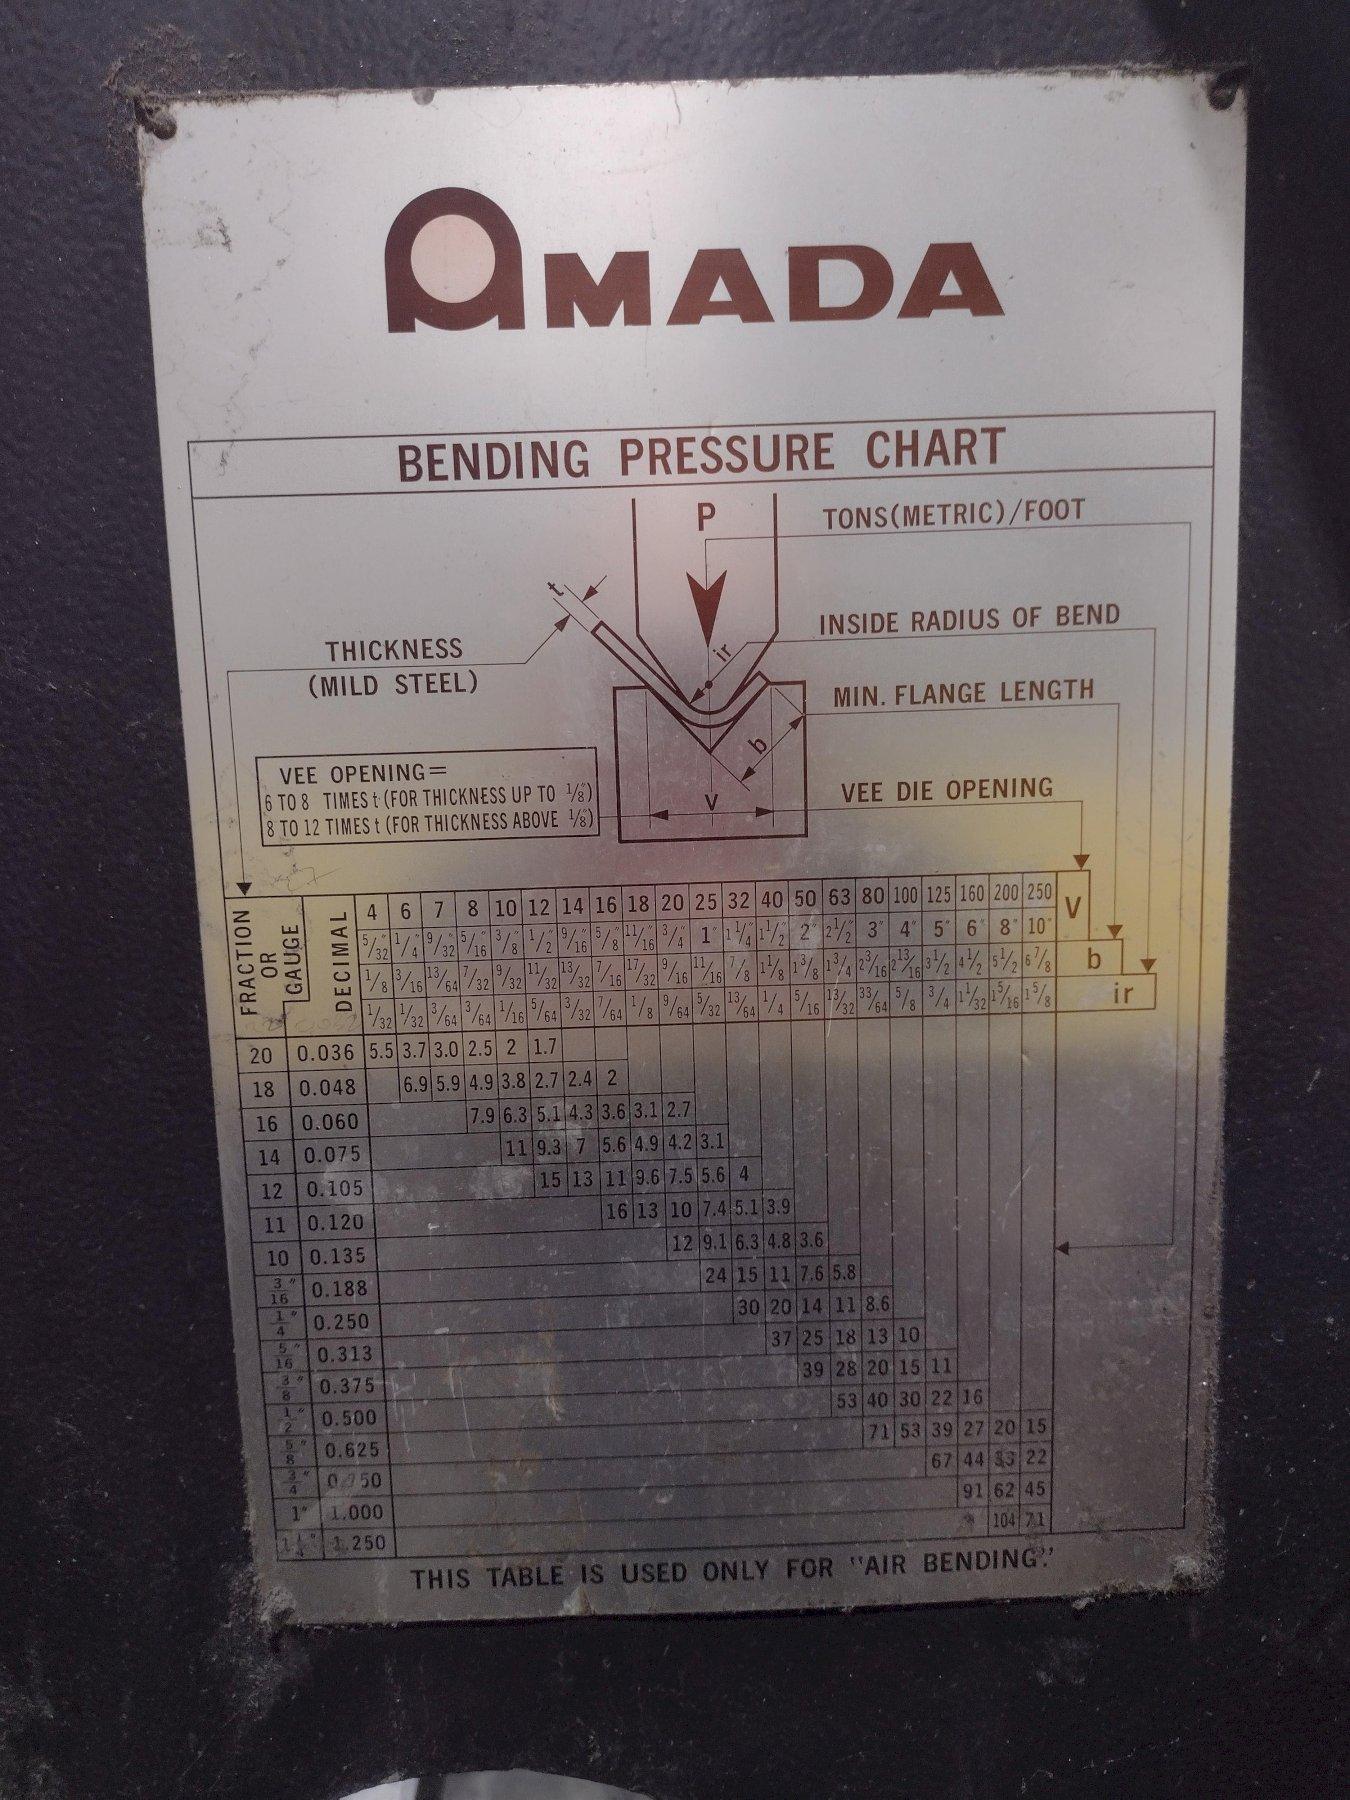 AMADA
BENDING PRESSURE CHART
P
TONS(METRIC)/FOOT
t
INSIDE RADIUS OF BEND
ir
THICKNESS
(MILD STEEL)
MIN. FLANGE LENGTH
b
VEE OPENING=
6 TO 8 TIMES t (FOR THICKNESS UP TO 1/8")
8 TO 12 TIMES t (FOR THICKNESS ABOVE 1/8")
VEE DIE OPENING
V
FRACTION OR GAUGE DECIMAL
4 6 7 8 10 12 14 16 18 20 25 32 40 50 63 80 100 125 160 200 250 V
5/32" 1/4" 9/32" 5/16" 3/8" 1/2" 9/16" 5/8" 11/16" 3/4" 1" 1 1/4" 1 1/2" 2" 2 1/2" 3" 4" 5" 6" 8" 10"
1/8 3/16 13/64 7/32 9/32 11/32 13/32 7/16 17/32 9/16 11/16 7/8 1 1/8 1 3/8 1 3/4 2 3/16 2 13/16 3 1/2 4 1/2 5 1/2 6 7/8 b
1/32 1/32 3/64 3/64 1/16 5/64 3/32 7/64 1/8 9/64 5/32 13/64 1/4 5/16 13/32 33/64 5/8 3/4 1 1/32 1 5/16 1 5/8 ir
20 0.036 5.5 3.7 3.0 2.5 2 1.7
18 0.048 6.9 5.9 4.9 3.8 2.7 2.4 2
16 0.060 7.9 6.3 5.1 4.3 3.6 3.1 2.7
14 0.075 11 9.3 7 5.6 4.9 4.2 3.1
12 0.105 15 13 11 9.6 7.5 5.6 4
11 0.120 16 13 10 7.4 5.1 3.9
10 0.135 12 9.1 6.3 4.8 3.6
3/16" 0.188 24 15 11 7.6 5.8
1/4" 0.250 30 20 14 11 8.6
5/16" 0.313 37 25 18 13 10
3/8" 0.375 39 28 20 15 11
1/2" 0.500 53 40 30 22 16
5/8" 0.625 71 53 39 27 20 15
3/4" 0.750 67 44 33 22
1" 1.000 91 62 45
1 1/4" 1.250 104 71
THIS TABLE IS USED ONLY FOR "AIR BENDING."